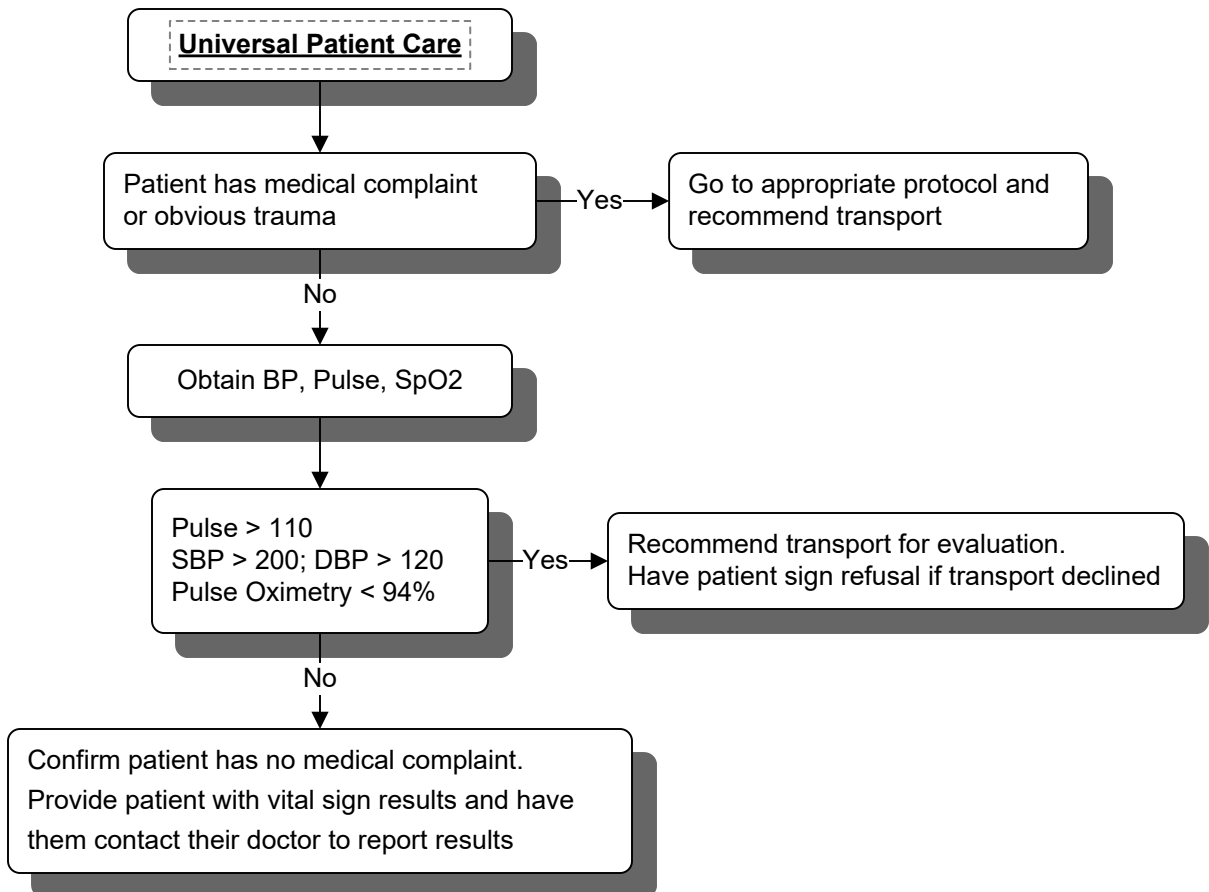 Universal Patient Care
Patient has medical complaint
or obvious trauma
Yes
Go to appropriate protocol and
recommend transport
No
Obtain BP, Pulse, SpO2
Pulse > 110
SBP > 200; DBP > 120
Pulse Oximetry < 94%
Yes
Recommend transport for evaluation.
Have patient sign refusal if transport declined
No
Confirm patient has no medical complaint.
Provide patient with vital sign results and have
them contact their doctor to report results